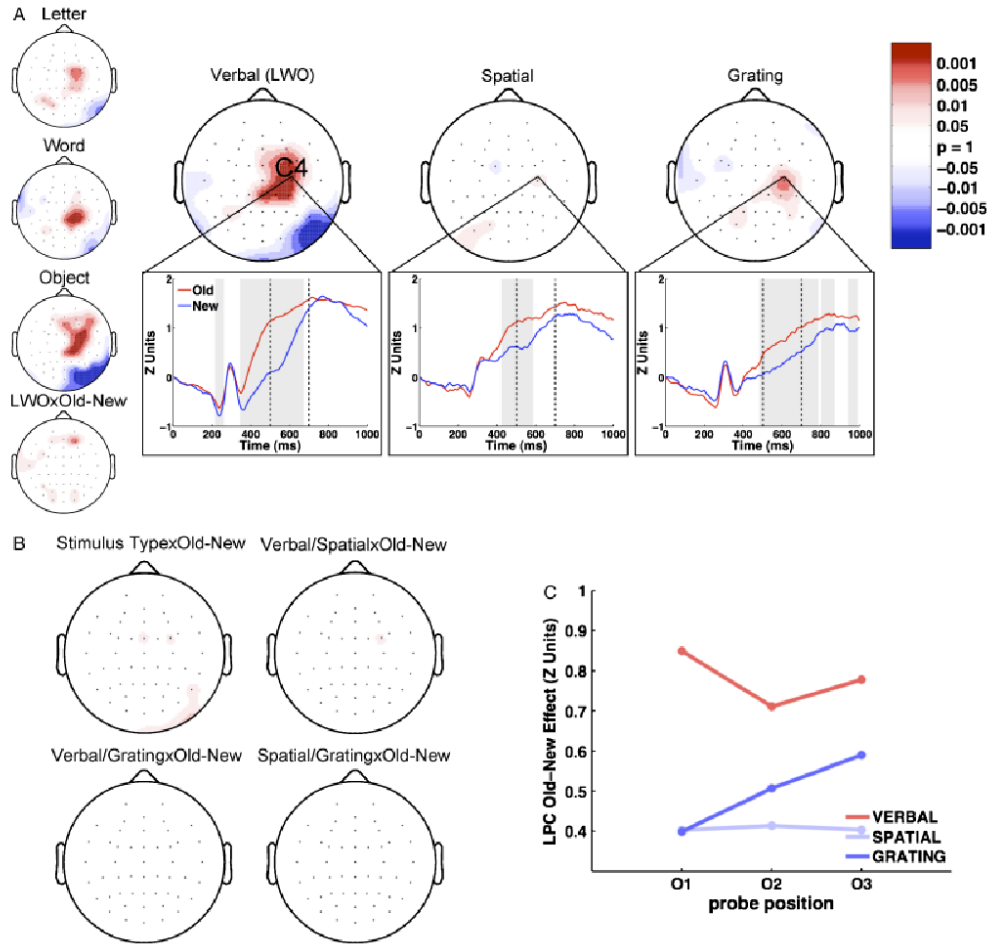 A
Letter
Word
Object
LWOxOld-New
Verbal (LWO)
C4
Spatial
Grating
0.001
0.005
0.01
0.05
p = 1
-0.05
-0.01
-0.005
-0.001
Old
New
Z Units
2
1
0
-1
0 200 400 600 800 1000
Time (ms)
Z Units
2
1
0
-1
0 200 400 600 800 1000
Time (ms)
Z Units
2
1
0
-1
0 200 400 600 800 1000
Time (ms)
B
Stimulus TypexOld-New
Verbal/SpatialxOld-New
Verbal/GratingxOld-New
Spatial/GratingxOld-New
C
LPC Old-New Effect (Z Units)
1
0.9
0.8
0.7
0.6
0.5
0.4
VERBAL
SPATIAL
GRATING
O1 O2 O3
probe position